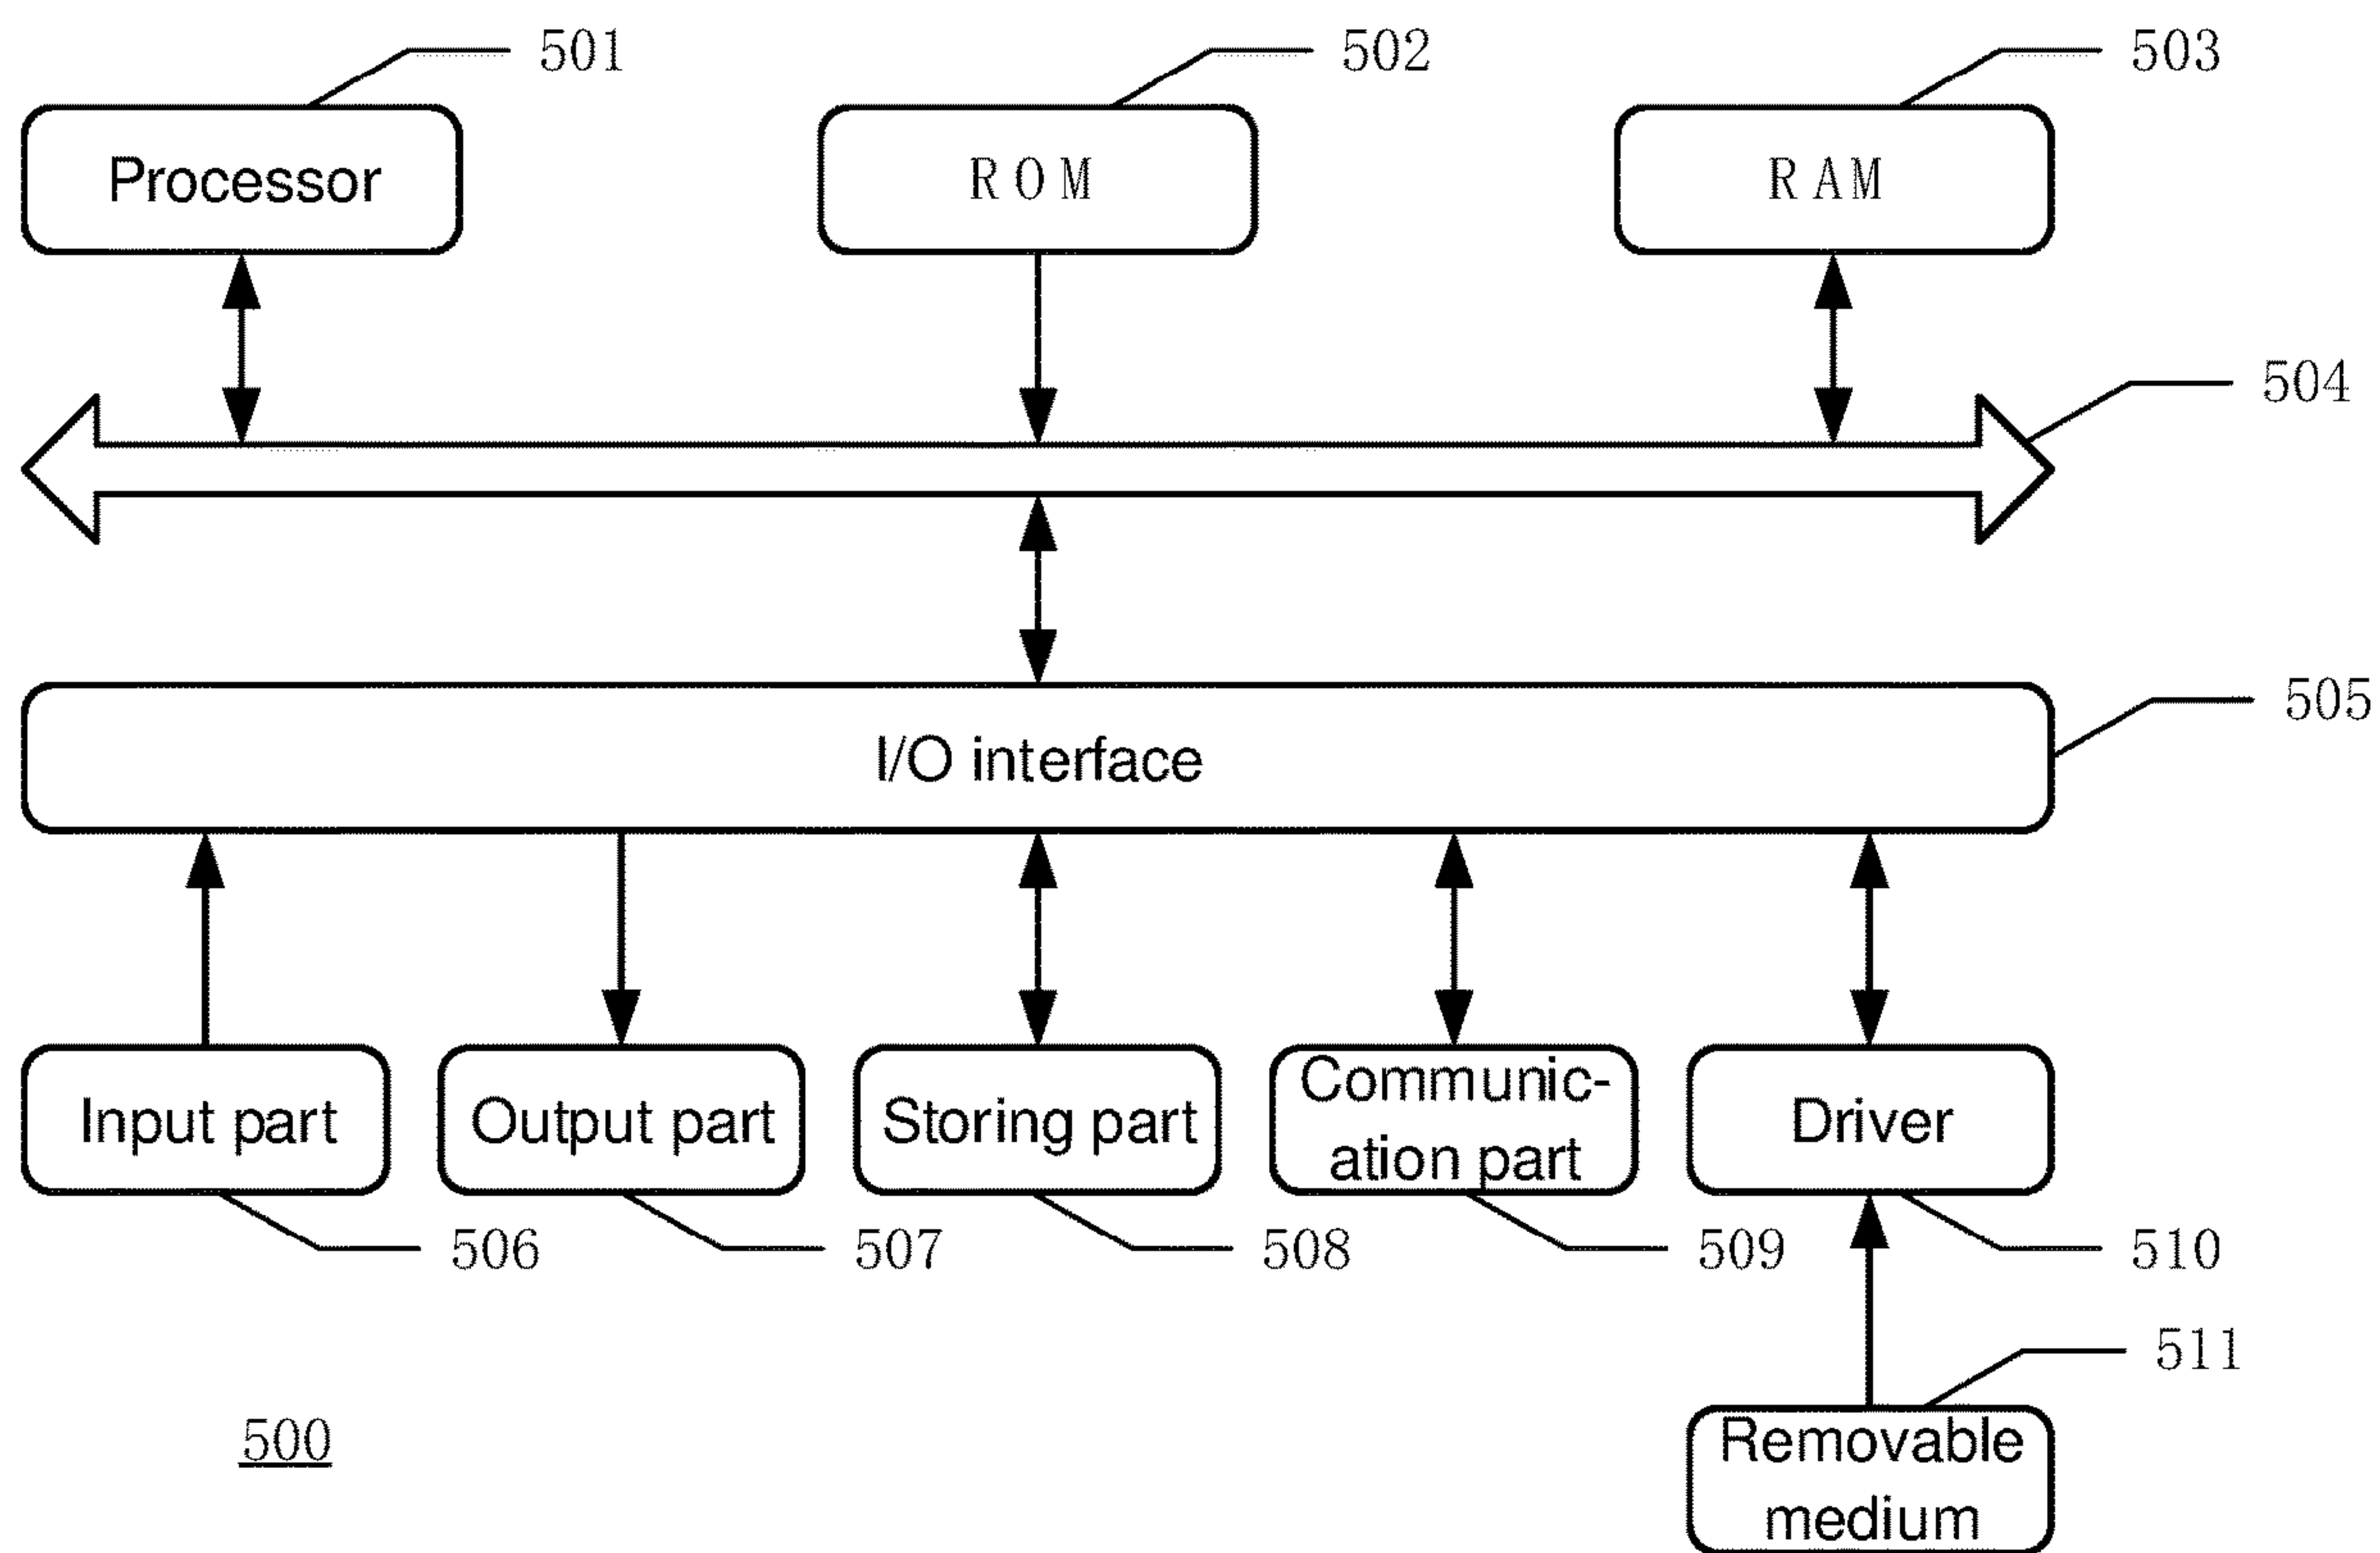 501
502
503
Processor
ROM
RAM
504
505
I/O interface
Input part
Output part
Storing part
Communic-
ation part
Driver
506
507
508
509
510
511
500
Removable
medium